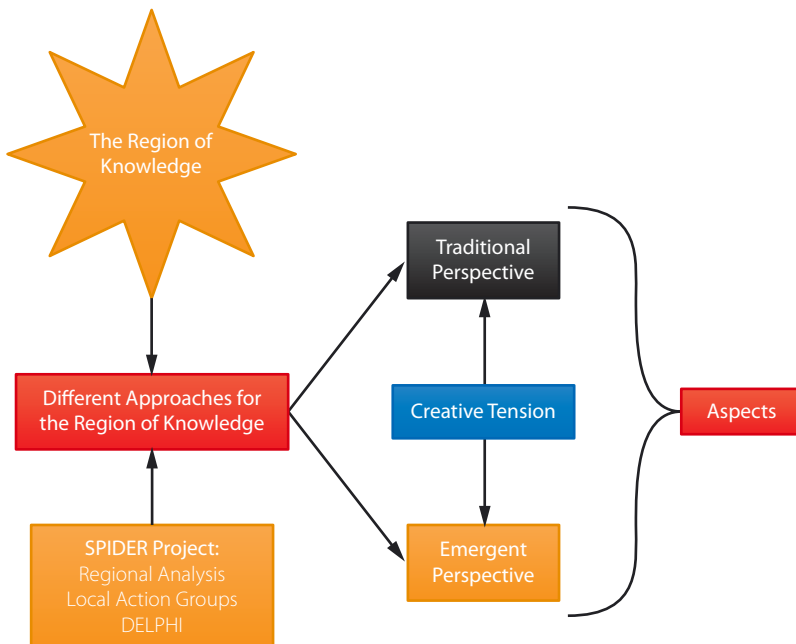 The Region of
Knowledge
Traditional
Perspective
Different Approaches for
the Region of Knowledge
Creative Tension
Aspects
SPIDER Project:
Regional Analysis
Local Action Groups
DELPHI
Emergent
Perspective